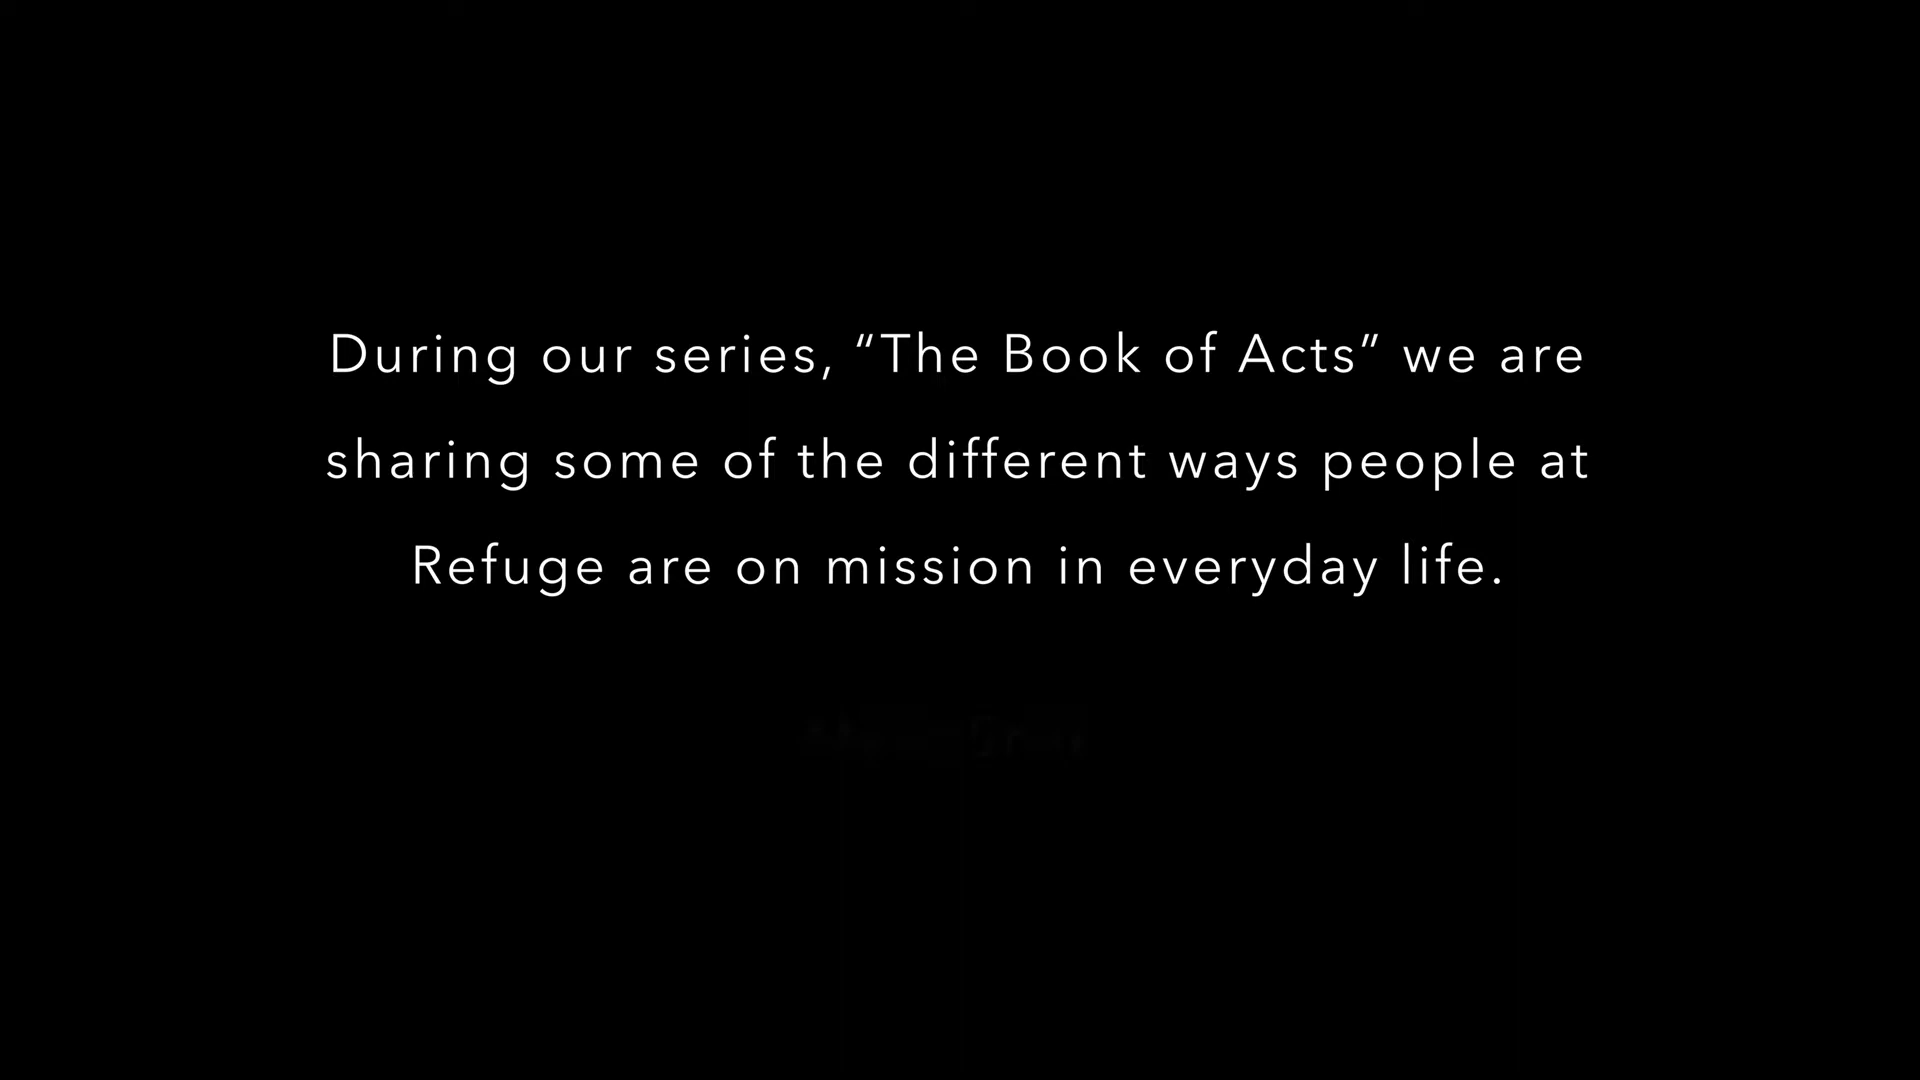 During our series, “The Book of Acts” we are
sharing some of the different ways people at
Refuge are on mission in everyday life.